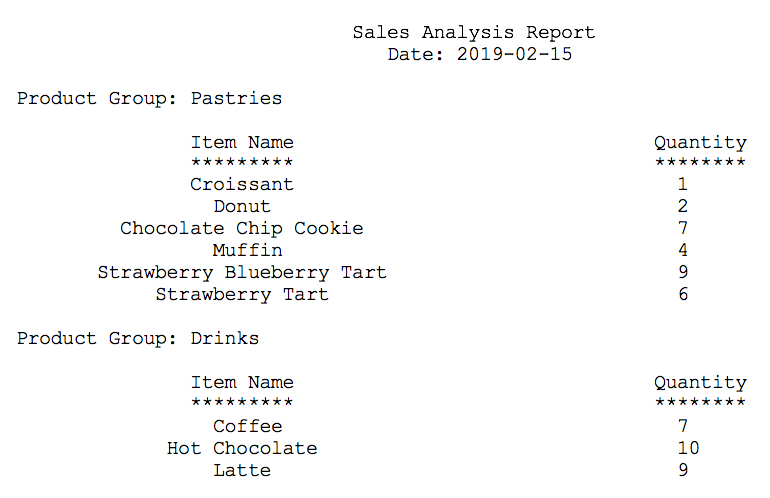 Sales Analysis Report
Date: 2019-02-15
Product Group: Pastries
Item Name Quantity
********* ********
Croissant 1
Donut 2
Chocolate Chip Cookie 7
Muffin 4
Strawberry Blueberry Tart 9
Strawberry Tart 6
Product Group: Drinks
Item Name Quantity
********* ********
Coffee 7
Hot Chocolate 10
Latte 9